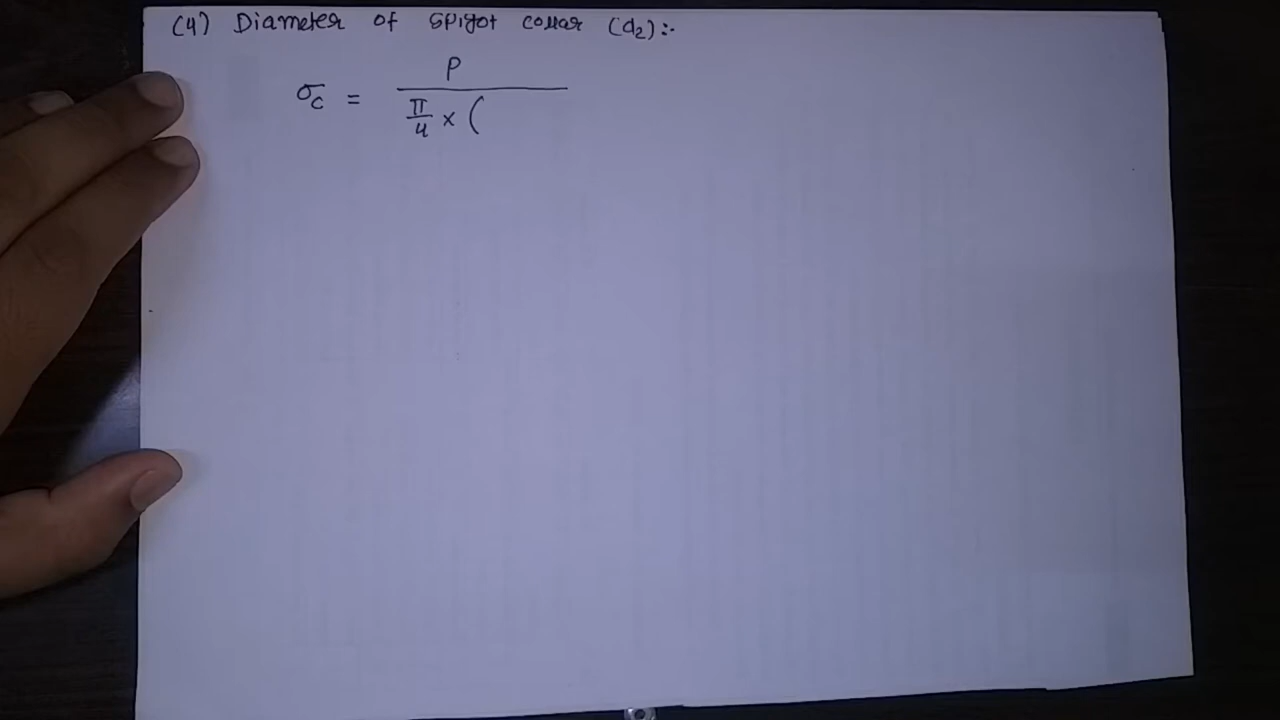 (4) Diameter of spigot collar (d₂):-
σc = P / (π/4 × (